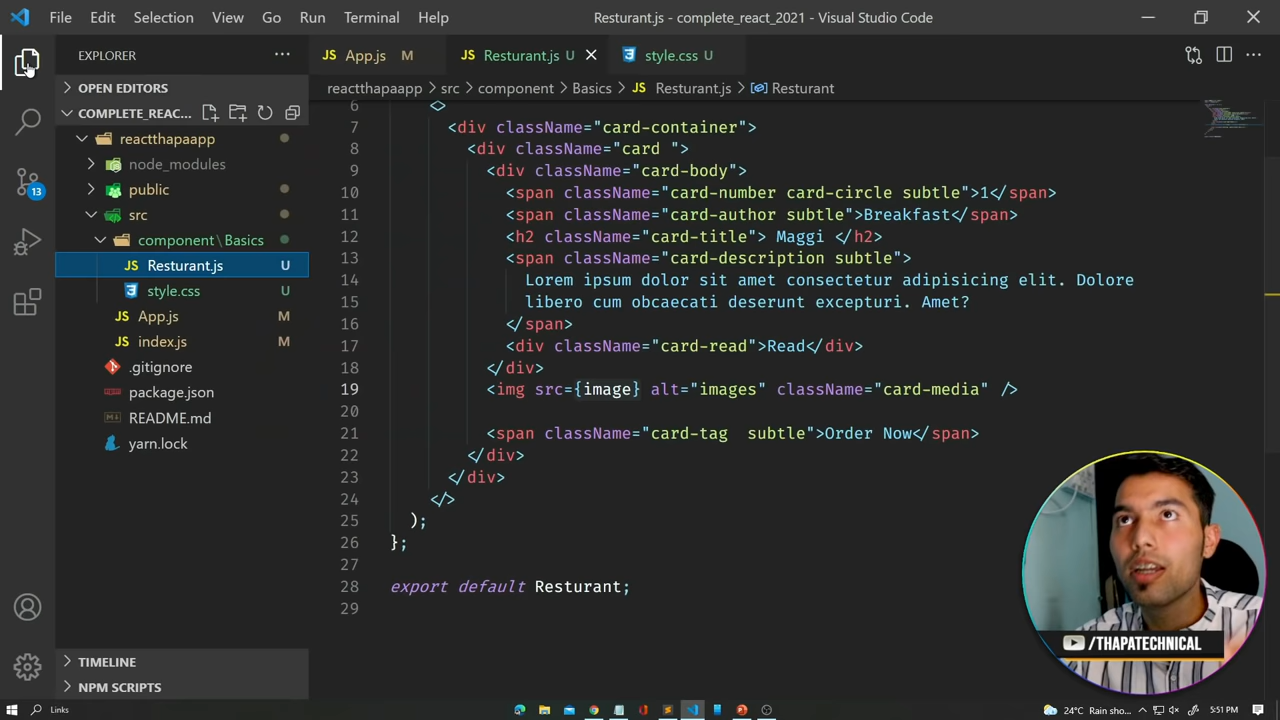 File Edit Selection View Go Run Terminal Help Resturant.js - complete_react_2021 - Visual Studio Code
EXPLORER ...
JS App.js M
JS Resturant.js U
style.css U
OPEN EDITORS
reactthapaapp > src > component > Basics > JS Resturant.js > Resturant
COMPLETE_REAC...
reactthapaapp
node_modules
public
src
component\Basics
JS Resturant.js U
style.css U
JS App.js M
JS index.js M
.gitignore
package.json
README.md
yarn.lock
TIMELINE
NPM SCRIPTS
13
6 <>
7 <div className="card-container">
8 <div className="card ">
9 <div className="card-body">
10 <span className="card-number card-circle subtle">1</span>
11 <span className="card-author subtle">Breakfast</span>
12 <h2 className="card-title"> Maggi </h2>
13 <span className="card-description subtle">
14 Lorem ipsum dolor sit amet consectetur adipisicing elit. Dolore
15 libero cum obcaecati deserunt excepturi. Amet?
16 </span>
17 <div className="card-read">Read</div>
18 </div>
19 <img src={image} alt="images" className="card-media" />
20
21 <span className="card-tag  subtle">Order Now</span>
22 </div>
23 </div>
24 </>
25 );
26 };
27
28 export default Resturant;
29
/THAPATECHNICAL
Links 24°C Rain sho... 5:51 PM